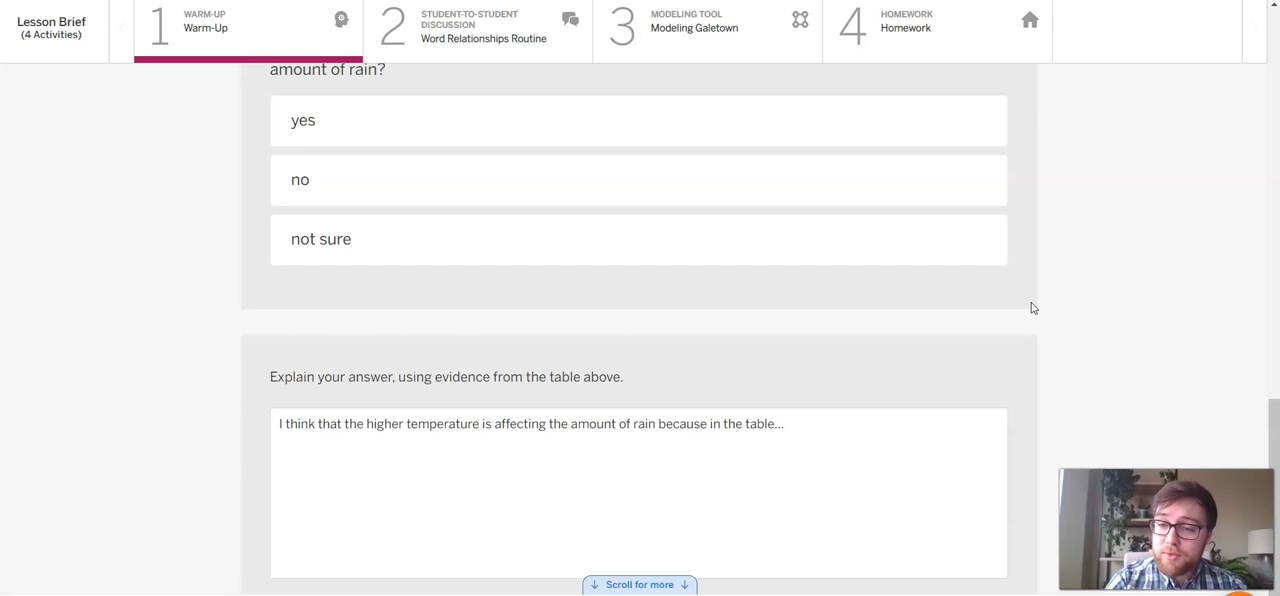 Lesson Brief
(4 Activities)
1
WARM-UP
Warm-Up
2
STUDENT-TO-STUDENT
DISCUSSION
Word Relationships Routine
3
MODELING TOOL
Modeling Galetown
4
HOMEWORK
Homework
amount of rain?
yes
no
not sure
Explain your answer, using evidence from the table above.
I think that the higher temperature is affecting the amount of rain because in the table...
↓ Scroll for more ↓